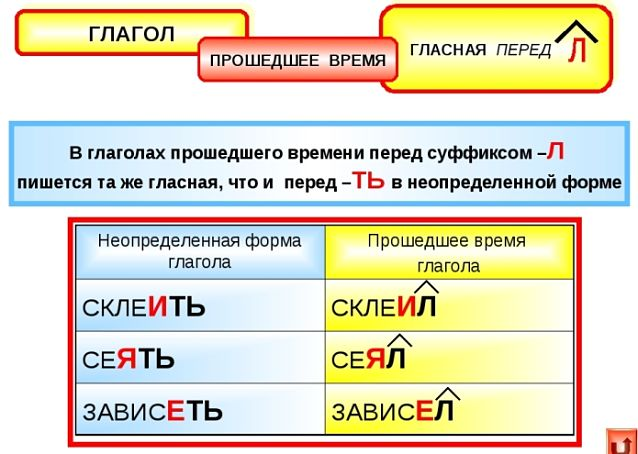 ГЛАГОЛ
ПРОШЕДШЕЕ ВРЕМЯ
ГЛАСНАЯ ПЕРЕД Л
В глаголах прошедшего времени перед суффиксом –Л
пишется та же гласная, что и перед –ТЬ в неопределенной форме
Неопределенная форма
глагола
Прошедшее время
глагола
СКЛЕИТЬ
СКЛЕИЛ
СЕЯТЬ
СЕЯЛ
ЗАВИСЕТЬ
ЗАВИСЕЛ